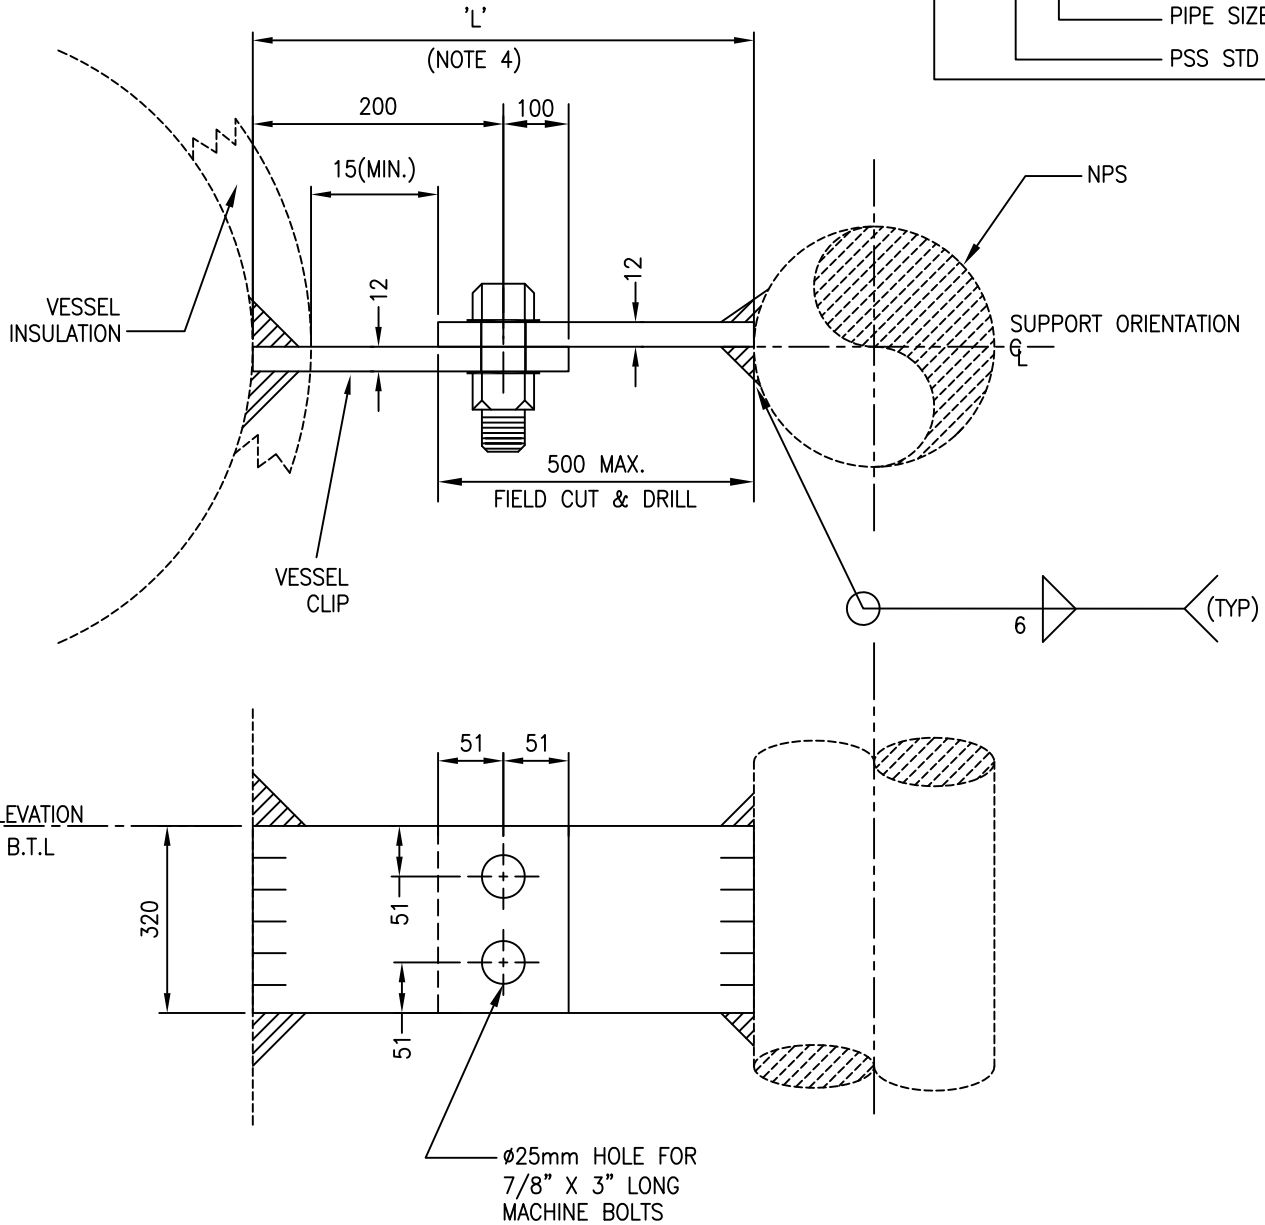 'L'
(NOTE 4)
PIPE SIZE
PSS STD
200
100
15(MIN.)
NPS
12
12
VESSEL
INSULATION
SUPPORT ORIENTATION
℄
500 MAX.
FIELD CUT & DRILL
VESSEL
CLIP
6
(TYP)
51
51
LEVATION
B.T.L
320
51
51
ø25mm HOLE FOR
7/8" X 3" LONG
MACHINE BOLTS